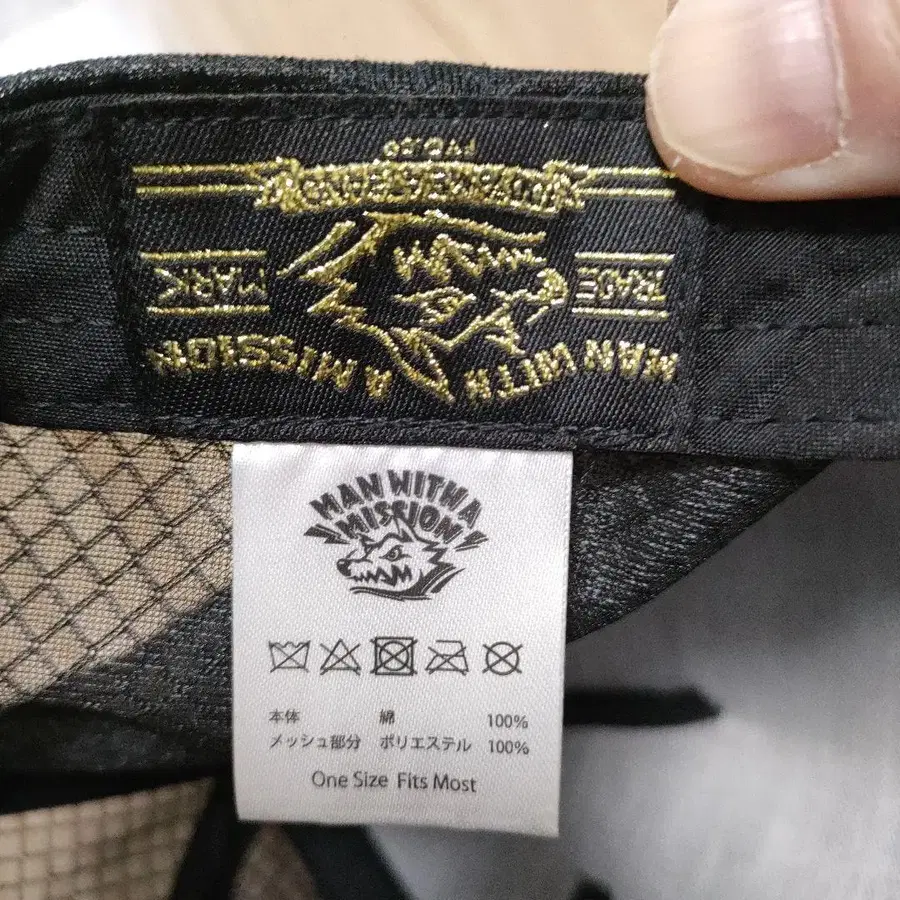 MAN WITH A MISSION
TRADE MARK
MAN WITH A
MISSION
本体 綿 100%
メッシュ部分 ポリエステル 100%
One Size Fits Most